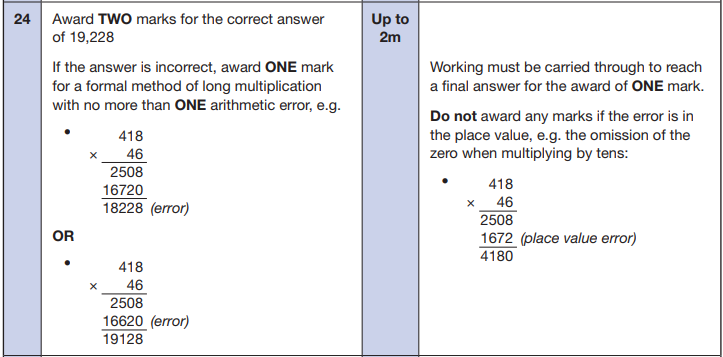 24
Award TWO marks for the correct answer
of 19,228
If the answer is incorrect, award ONE mark
for a formal method of long multiplication
with no more than ONE arithmetic error, e.g.
• 418
× 46
2508
16720
18228 (error)
OR
• 418
× 46
2508
16620 (error)
19128
Up to
2m
Working must be carried through to reach
a final answer for the award of ONE mark.
Do not award any marks if the error is in
the place value, e.g. the omission of the
zero when multiplying by tens:
• 418
× 46
2508
1672 (place value error)
4180